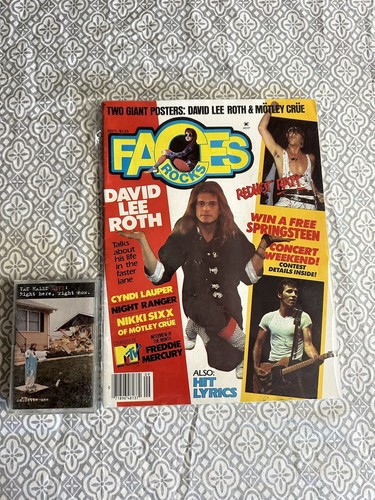 TWO GIANT POSTERS: DAVID LEE ROTH & MÖTLEY CRÜE
FACES
ROCKS
DAVID
LEE
ROTH
Talks
about
his life
in the
faster
lane
CYNDI LAUPER
NIGHT RANGER
NIKKI SIXX
OF MÖTLEY CRÜE
MTV
FREDDIE
MERCURY
WIN A FREE
SPRINGSTEEN
CONCERT
WEEKEND!
CONTEST
DETAILS INSIDE!
ALSO:
HIT
LYRICS
VAN HALEN LIVE:
Right here, right now.